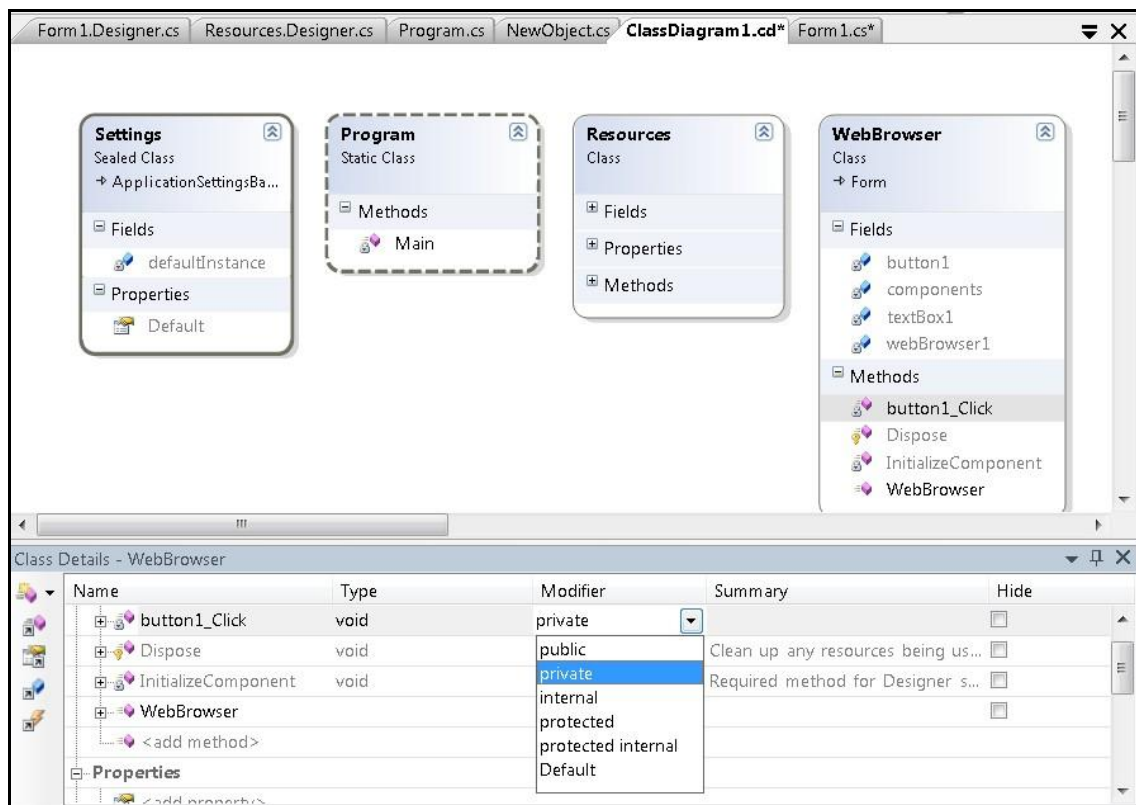 Form1.Designer.cs Resources.Designer.cs Program.cs NewObject.cs ClassDiagram1.cd* Form1.cs*
Settings
Sealed Class
ApplicationSettingsBa...
Fields
defaultInstance
Properties
Default
Program
Static Class
Methods
Main
Resources
Class
Fields
Properties
Methods
WebBrowser
Class
Form
Fields
button1
components
textBox1
webBrowser1
Methods
button1_Click
Dispose
InitializeComponent
WebBrowser
Class Details - WebBrowser
Name Type Modifier Summary Hide
button1_Click void private
Dispose void Clean up any resources being us...
InitializeComponent void Required method for Designer s...
WebBrowser
<add method>
Properties
<add property>
public
private
internal
protected
protected internal
Default